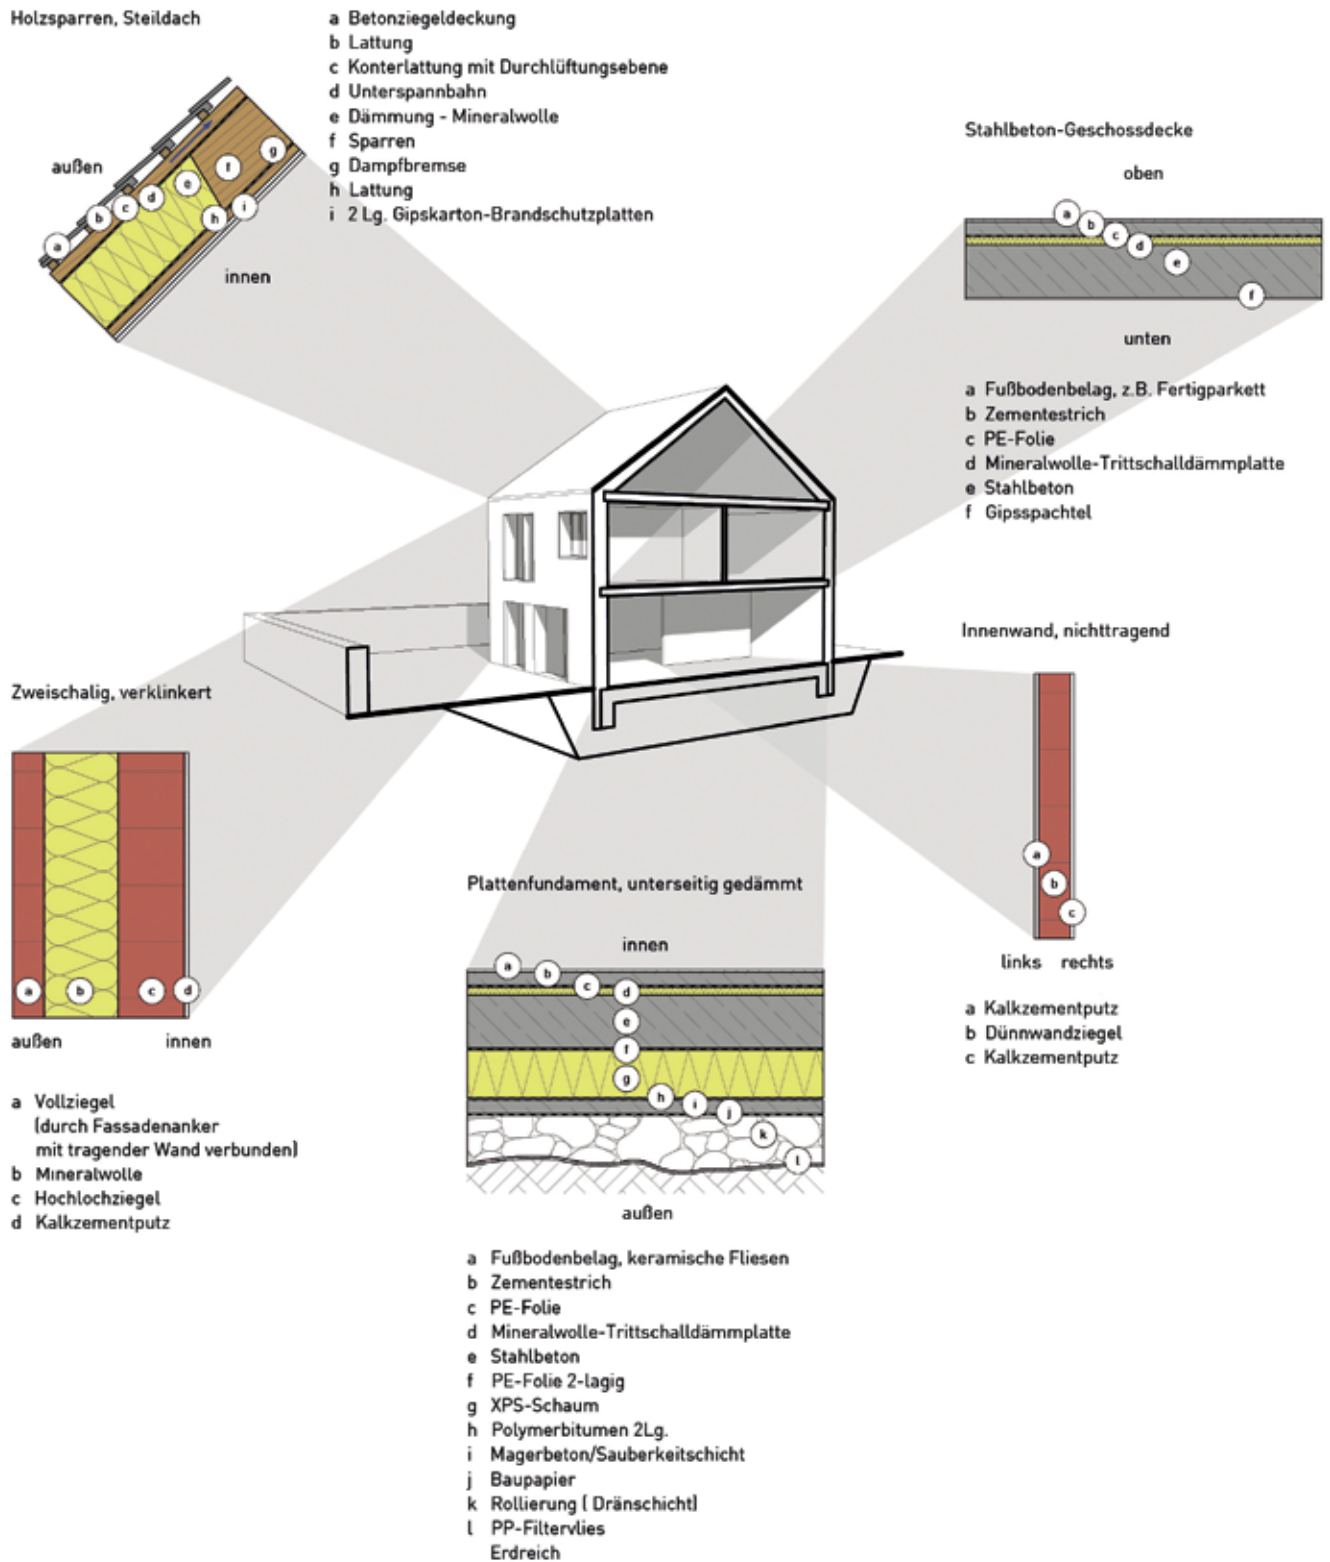 Holzsparren, Steildach
a Betonziegeldeckung
b Lattung
c Konterlattung mit Durchlüftungsebene
d Unterspannbahn
e Dämmung - Mineralwolle
f Sparren
g Dampfbremse
h Lattung
i 2 Lg. Gipskarton-Brandschutzplatten
außen
a
b
c
d
e
f
g
h
i
innen
Stahlbeton-Geschossdecke
oben
a
b
c
d
e
f
unten
a Fußbodenbelag, z.B. Fertigparkett
b Zementestrich
c PE-Folie
d Mineralwolle-Trittschalldämmplatte
e Stahlbeton
f Gipsspachtel
Zweischalig, verklinkert
a
b
c
d
außen innen
a Vollziegel
(durch Fassadenanker
mit tragender Wand verbunden)
b Mineralwolle
c Hochlochziegel
d Kalkzementputz
Innenwand, nichttragend
a
b
c
links rechts
a Kalkzementputz
b Dünnwandziegel
c Kalkzementputz
Plattenfundament, unterseitig gedämmt
innen
a
b
c
d
e
f
g
h
i
j
k
l
außen
a Fußbodenbelag, keramische Fliesen
b Zementestrich
c PE-Folie
d Mineralwolle-Trittschalldämmplatte
e Stahlbeton
f PE-Folie 2-lagig
g XPS-Schaum
h Polymerbitumen 2Lg.
i Magerbeton/Sauberkeitschicht
j Baupapier
k Rollierung ( Dränschicht)
l PP-Filtervlies
Erdreich